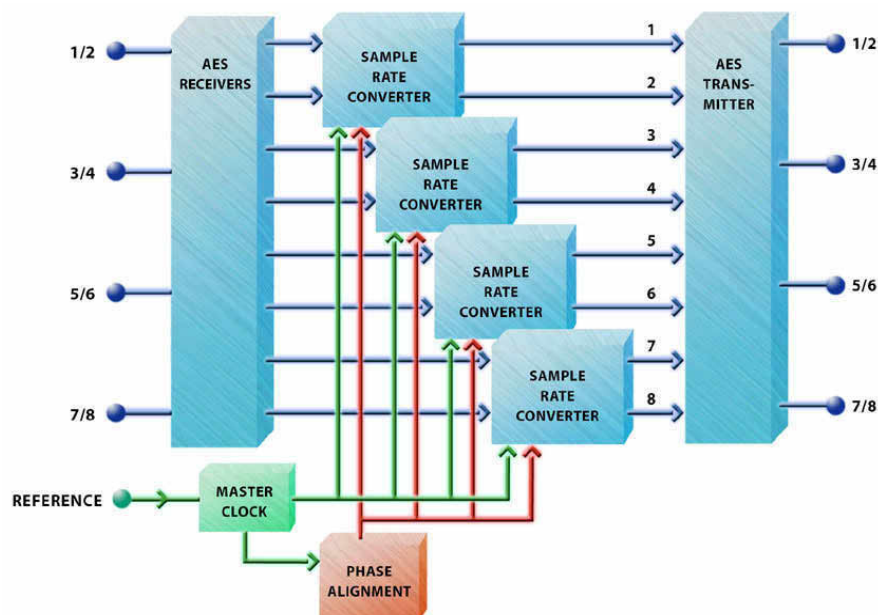 1/2
3/4
5/6
7/8
REFERENCE
AES
RECEIVERS
SAMPLE
RATE
CONVERTER
SAMPLE
RATE
CONVERTER
SAMPLE
RATE
CONVERTER
SAMPLE
RATE
CONVERTER
MASTER
CLOCK
PHASE
ALIGNMENT
1
2
3
4
5
6
7
8
AES
TRANS-
MITTER
1/2
3/4
5/6
7/8